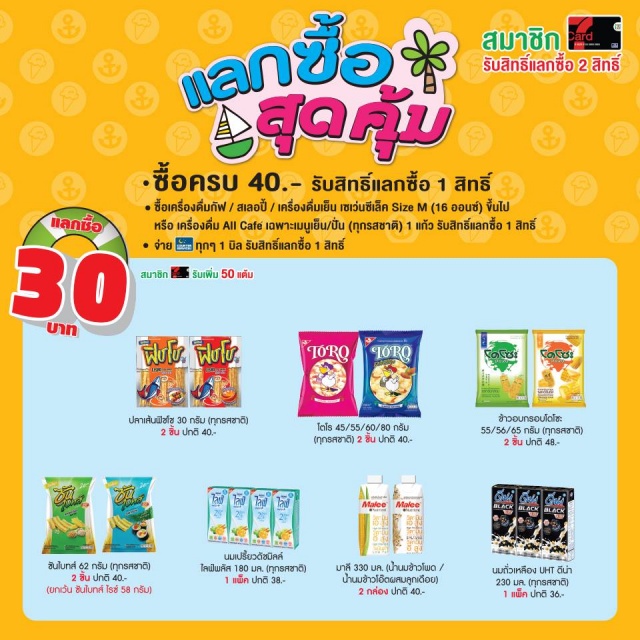 แลกซื้อ
สุดคุ้ม
สมาชิก 7 Card
รับสิทธิ์แลกซื้อ 2 สิทธิ์
• ซื้อครบ 40.- รับสิทธิ์แลกซื้อ 1 สิทธิ์
• ซื้อเครื่องดื่มกัฟ / สเลอปี้ / เครื่องดื่มเย็น เซเว่นซีเล็ค Size M (16 ออนซ์) ขึ้นไป
หรือ เครื่องดื่ม All Café เฉพาะเมนูเย็น/ปั่น (ทุกรสชาติ) 1 แก้ว รับสิทธิ์แลกซื้อ 1 สิทธิ์
• จ่าย ทุกๆ 1 บิล รับสิทธิ์แลกซื้อ 1 สิทธิ์
แลกซื้อ
30
บาท
สมาชิก รับเพิ่ม 50 แต้ม
ฟิชโช ฟิชโช
ปลาเส้นฟิชโช 30 กรัม (ทุกรสชาติ)
2 ชิ้น ปกติ 40.-
TORO TORO
โตโร 45/55/60/80 กรัม
(ทุกรสชาติ) 2 ชิ้น ปกติ 40.-
โดโซะ โดโซะ
ข้าวอบกรอบโดโซะ
55/56/65 กรัม (ทุกรสชาติ)
2 ชิ้น ปกติ 48.-
ซันไบทส์ 62 กรัม (ทุกรสชาติ)
2 ชิ้น ปกติ 40.-
(ยกเว้น ซันไบทส์ ไรซ์ 58 กรัม)
ไลฟ์ ไลฟ์ ไลฟ์ ไลฟ์
นมเปรี้ยวดัชมิลล์
ไลฟ์พลัส 180 มล. (ทุกรสชาติ)
1 แพ็ค ปกติ 38.-
Malee Malee
มาลี 330 มล. (น้ำนมข้าวโพด /
น้ำนมข้าวโอ๊ตผสมลูกเดือย)
2 กล่อง ปกติ 40.-
BLACK BLACK BLACK
นมถั่วเหลือง UHT ดีน่า
230 มล. (ทุกรสชาติ)
1 แพ็ค ปกติ 36.-